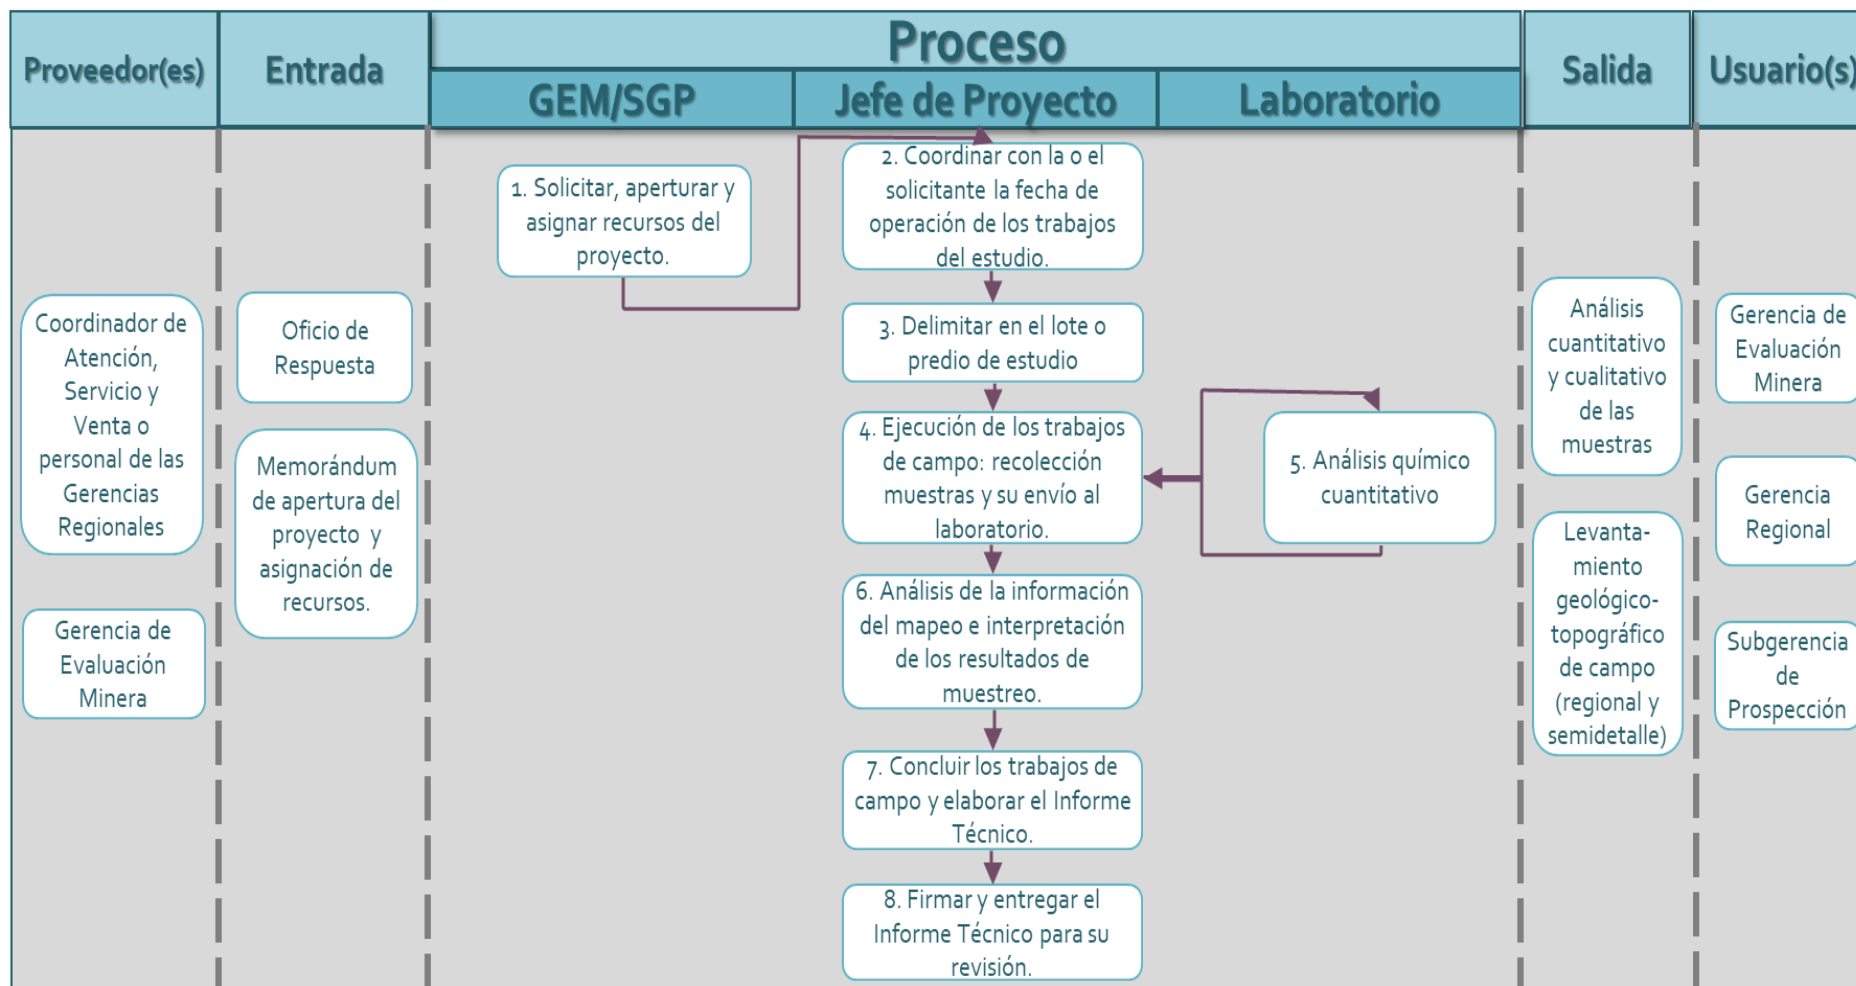 Proveedor(es)
Entrada
Proceso
GEM/SGP
Jefe de Proyecto
Laboratorio
Salida
Usuario(s)
Coordinador de
Atención,
Servicio y
Venta o
personal de las
Gerencias
Regionales
Gerencia de
Evaluación
Minera
Oficio de
Respuesta
Memorándum
de apertura del
proyecto y
asignación de
recursos.
1. Solicitar, aperturar y
asignar recursos del
proyecto.
2. Coordinar con la o el
solicitante la fecha de
operación de los trabajos
del estudio.
3. Delimitar en el lote o
predio de estudio
4. Ejecución de los trabajos
de campo: recolección
muestras y su envío al
laboratorio.
5. Análisis químico
cuantitativo
6. Análisis de la información
del mapeo e interpretación
de los resultados de
muestreo.
7. Concluir los trabajos de
campo y elaborar el Informe
Técnico.
8. Firmar y entregar el
Informe Técnico para su
revisión.
Análisis
cuantitativo
y cualitativo
de las
muestras
Levanta-
miento
geológico-
topográfico
de campo
(regional y
semidetalle)
Gerencia de
Evaluación
Minera
Gerencia
Regional
Subgerencia
de
Prospección